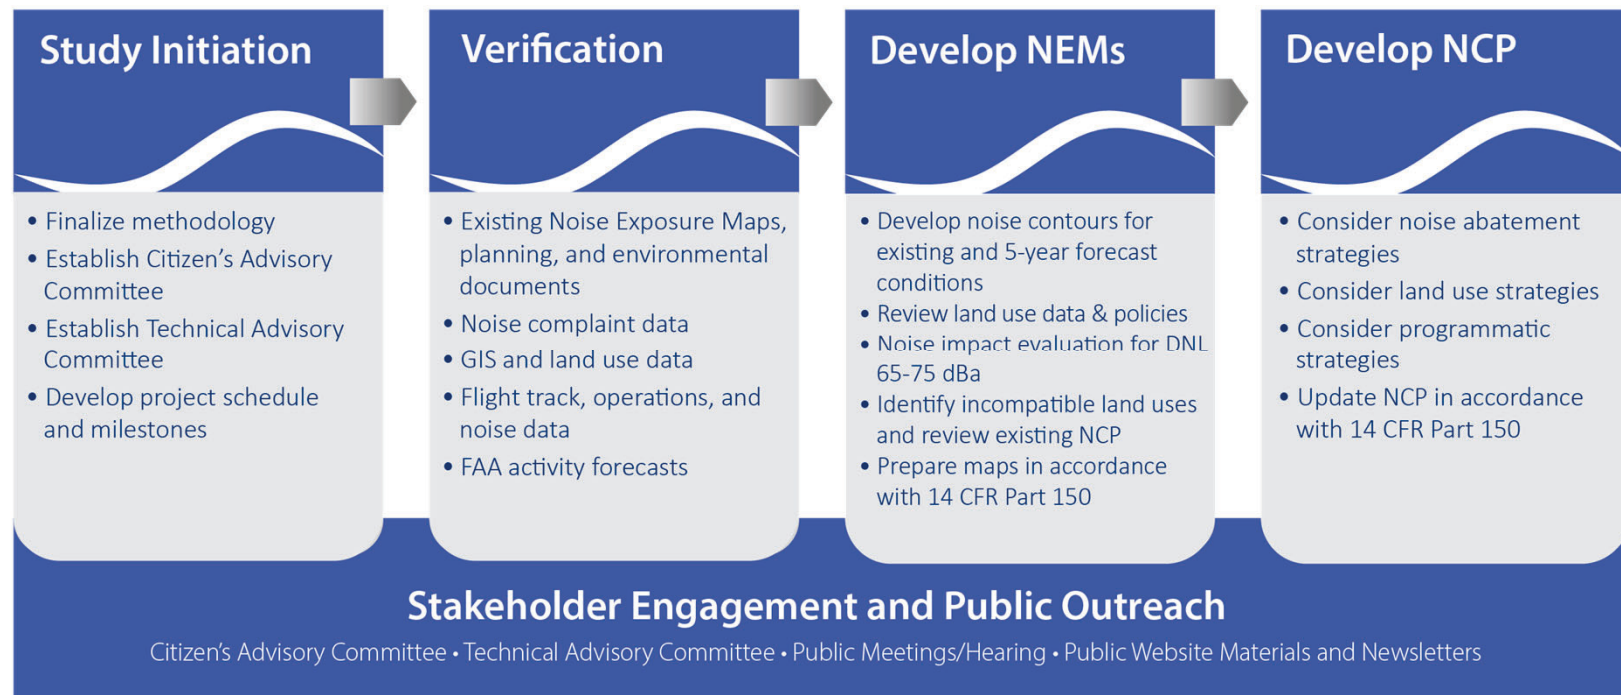 Study Initiation
• Finalize methodology
• Establish Citizen's Advisory
Committee
• Establish Technical Advisory
Committee
• Develop project schedule
and milestones
Verification
• Existing Noise Exposure Maps,
planning, and environmental
documents
• Noise complaint data
• GIS and land use data
• Flight track, operations, and
noise data
• FAA activity forecasts
Develop NEMs
• Develop noise contours for
existing and 5-year forecast
conditions
• Review land use data & policies
• Noise impact evaluation for DNL
65-75 dBa
• Identify incompatible land uses
and review existing NCP
• Prepare maps in accordance
with 14 CFR Part 150
Develop NCP
• Consider noise abatement
strategies
• Consider land use strategies
• Consider programmatic
strategies
• Update NCP in accordance
with 14 CFR Part 150
Stakeholder Engagement and Public Outreach
Citizen's Advisory Committee • Technical Advisory Committee • Public Meetings/Hearing • Public Website Materials and Newsletters